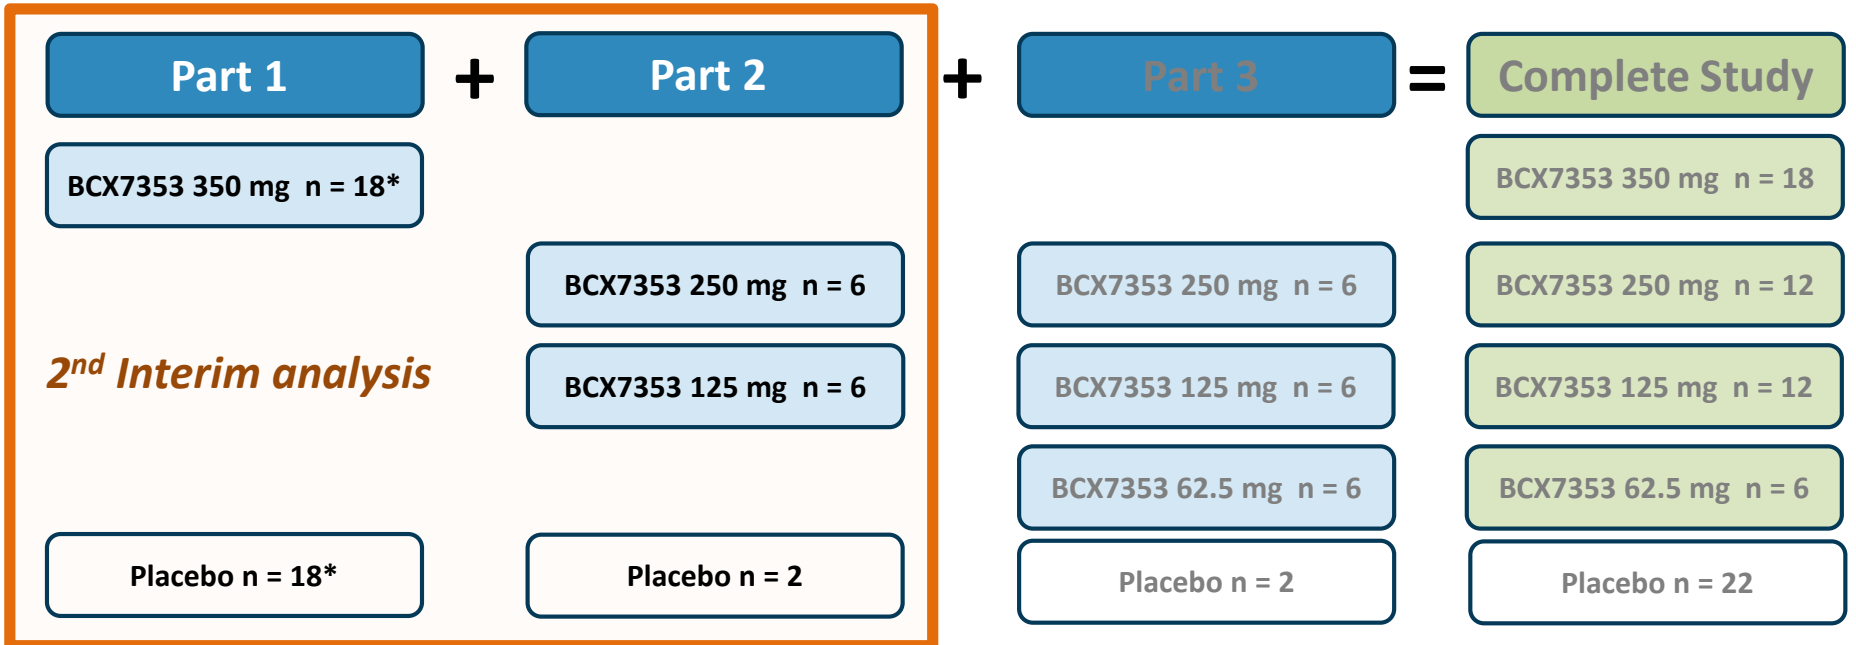 Part 1 + Part 2 + Part 3 = Complete Study
BCX7353 350 mg n = 18* BCX7353 350 mg n = 18
BCX7353 250 mg n = 6 BCX7353 250 mg n = 6 BCX7353 250 mg n = 12
2nd Interim analysis BCX7353 125 mg n = 6 BCX7353 125 mg n = 6 BCX7353 125 mg n = 12
BCX7353 62.5 mg n = 6 BCX7353 62.5 mg n = 6
Placebo n = 18* Placebo n = 2 Placebo n = 2 Placebo n = 22